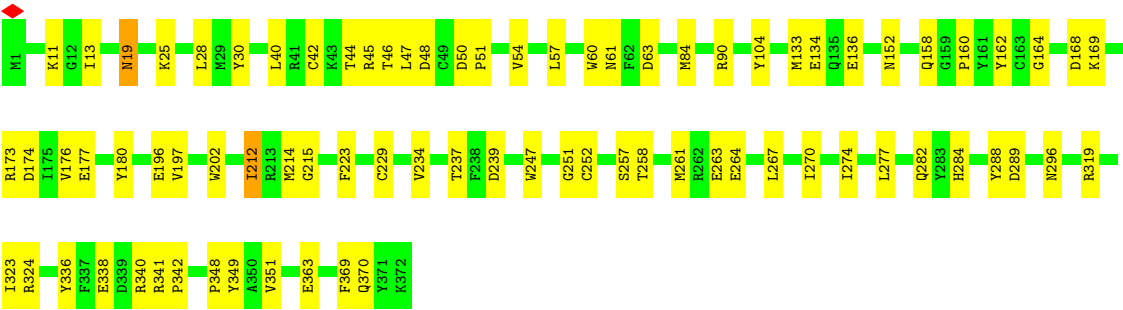 M1 K11 G12 I13 N19 K25 L28 M29 Y30 L40 R41 C42 K43 T44 R45 T46 L47 D48 C49 D50 P51 V54 L57 W60 N61 F62 D63 M84 R90 Y104 M133 E134 Q135 E136 N152 Q158 G159 P160 Y161 Y162 C163 G164 D168 K169
R173 D174 I175 V176 E177 Y180 E196 V197 W202 I212 R213 M214 G215 F223 C229 V234 T237 F238 D239 W247 G251 C252 S257 T258 M261 R262 E263 E264 L267 I270 I274 L277 Q282 Y283 H284 Y288 D289 N296 R319
I323 R324 Y336 F337 E338 D339 R340 R341 P342 P348 Y349 A350 V351 E363 F369 Q370 Y371 K372